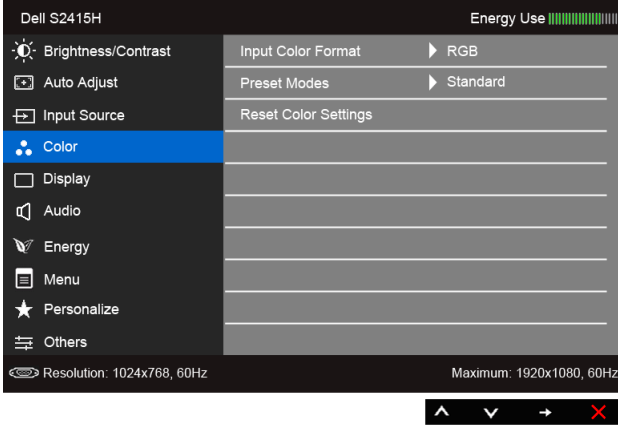 Dell S2415H Energy Use
Brightness/Contrast Input Color Format RGB
Auto Adjust Preset Modes Standard
Input Source Reset Color Settings
Color
Display
Audio
Energy
Menu
Personalize
Others
Resolution: 1024x768, 60Hz Maximum: 1920x1080, 60Hz